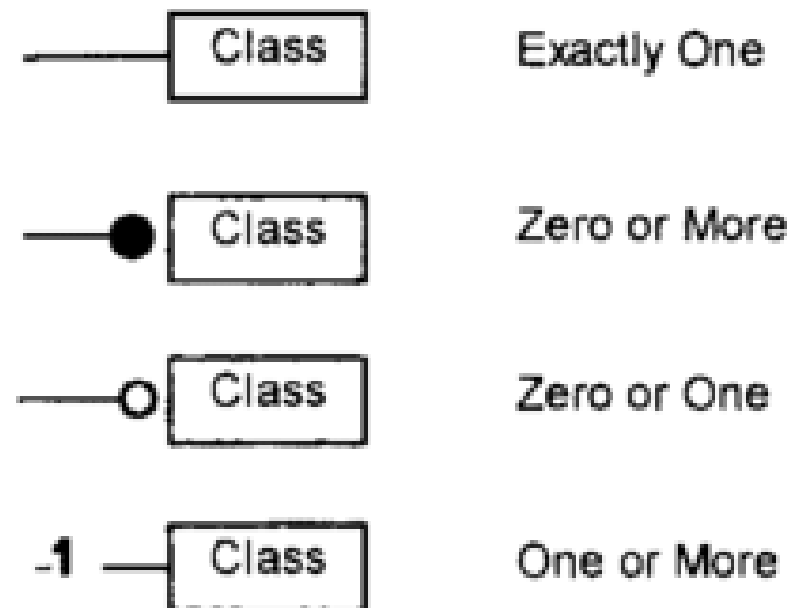 Class Exactly One
Class Zero or More
Class Zero or One
-1 Class One or More